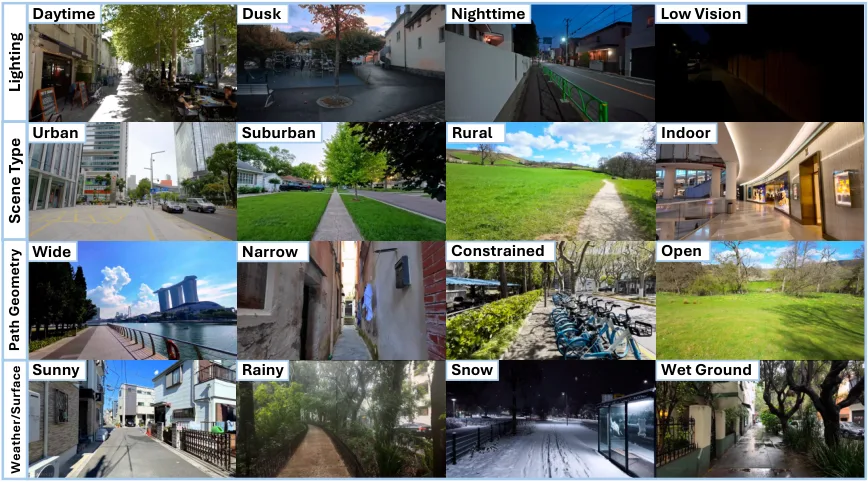 Lighting
Daytime
Dusk
Nighttime
Low Vision
Scene Type
Urban
Suburban
Rural
Indoor
Path Geometry
Wide
Narrow
Constrained
Open
Weather/Surface
Sunny
Rainy
Snow
Wet Ground